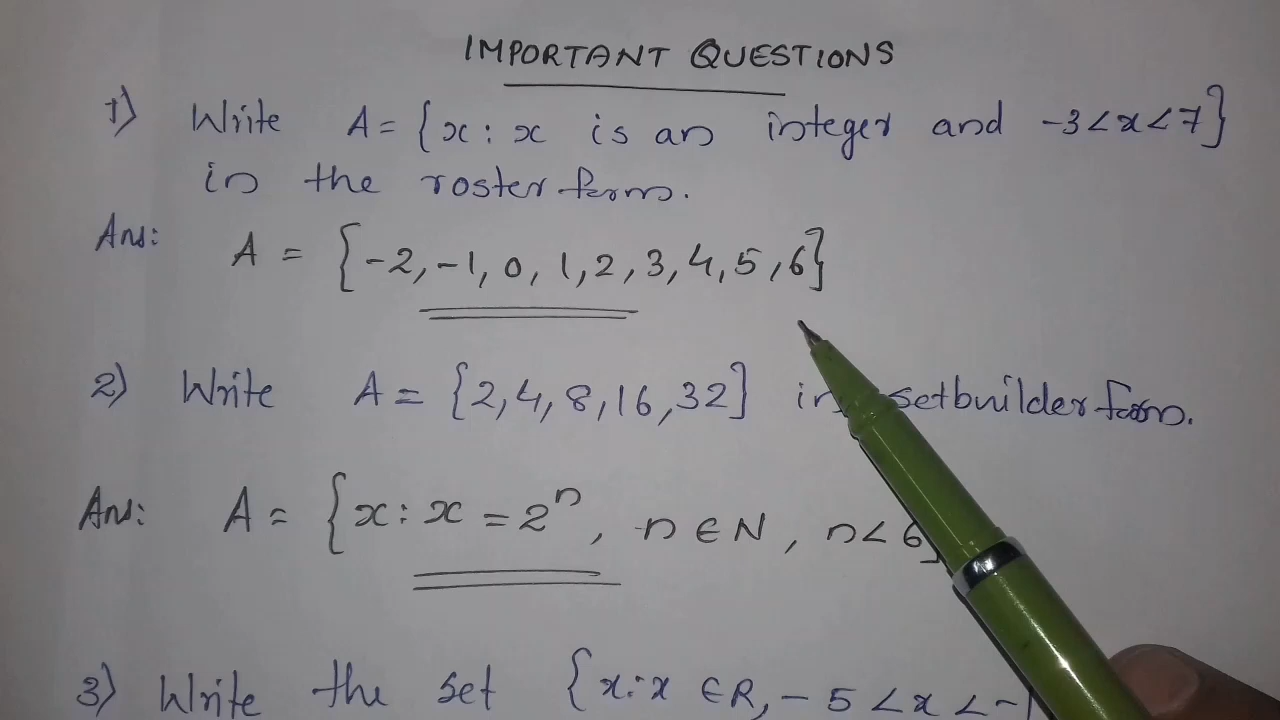 IMPORTANT QUESTIONS
1) Write A = {x : x is an integer and -3 < x < 7}
in the roster form.
Ans: A = {-2, -1, 0, 1, 2, 3, 4, 5, 6}
2) Write A = {2, 4, 8, 16, 32} in setbuilder form.
Ans: A = {x : x = 2ⁿ, n ∈ N, n < 6}
3) Write the set {x : x ∈ R, -5 < x < -1